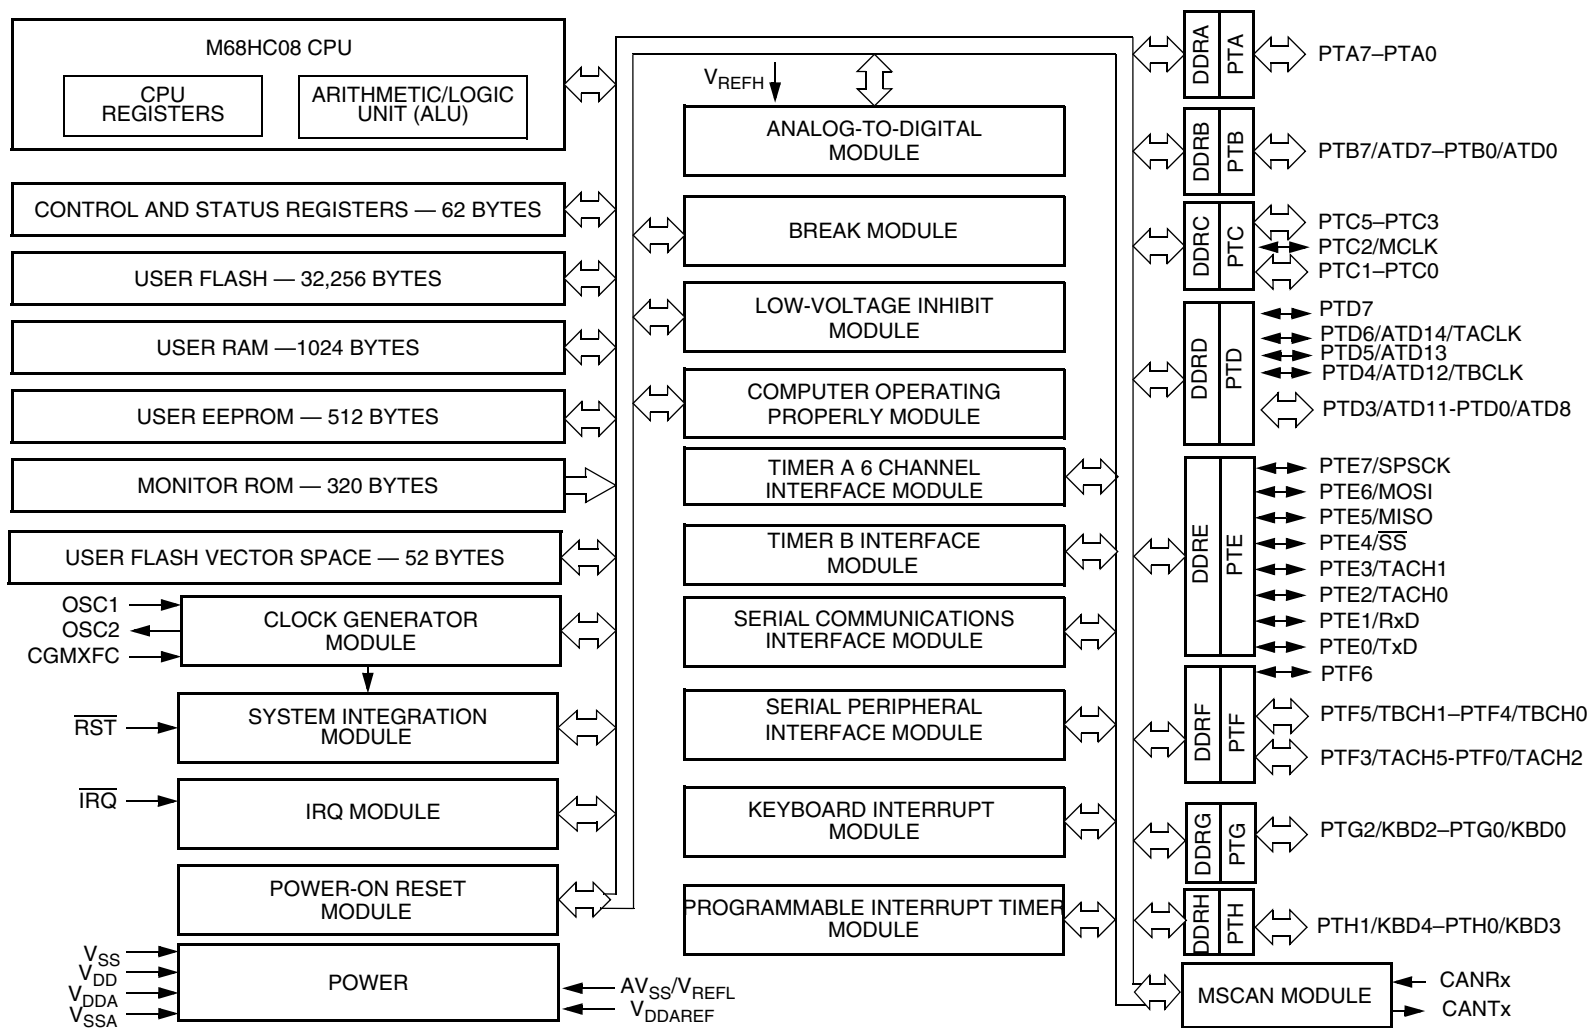 M68HC08 CPU
CPU
REGISTERS
ARITHMETIC/LOGIC
UNIT (ALU)
CONTROL AND STATUS REGISTERS — 62 BYTES
USER FLASH — 32,256 BYTES
USER RAM —1024 BYTES
USER EEPROM — 512 BYTES
MONITOR ROM — 320 BYTES
USER FLASH VECTOR SPACE — 52 BYTES
OSC1
OSC2
CGMXFC
CLOCK GENERATOR
MODULE
RST
SYSTEM INTEGRATION
MODULE
IRQ
IRQ MODULE
POWER-ON RESET
MODULE
VSS
VDD
VDDA
VSSA
POWER
AVSS/VREFL
VDDAREF
VREFH
ANALOG-TO-DIGITAL
MODULE
BREAK MODULE
LOW-VOLTAGE INHIBIT
MODULE
COMPUTER OPERATING
PROPERLY MODULE
TIMER A 6 CHANNEL
INTERFACE MODULE
TIMER B INTERFACE
MODULE
SERIAL COMMUNICATIONS
INTERFACE MODULE
SERIAL PERIPHERAL
INTERFACE MODULE
KEYBOARD INTERRUPT
MODULE
PROGRAMMABLE INTERRUPT TIMER
MODULE
DDRA
PTA
PTA7–PTA0
DDRB
PTB
PTB7/ATD7–PTB0/ATD0
DDRC
PTC
PTC5–PTC3
PTC2/MCLK
PTC1–PTC0
DDRD
PTD
PTD7
PTD6/ATD14/TACLK
PTD5/ATD13
PTD4/ATD12/TBCLK
PTD3/ATD11-PTD0/ATD8
DDRE
PTE
PTE7/SPSCK
PTE6/MOSI
PTE5/MISO
PTE4/SS
PTE3/TACH1
PTE2/TACH0
PTE1/RxD
PTE0/TxD
DDRF
PTF
PTF6
PTF5/TBCH1–PTF4/TBCH0
PTF3/TACH5-PTF0/TACH2
DDRG
PTG
PTG2/KBD2–PTG0/KBD0
DDRH
PTH
PTH1/KBD4–PTH0/KBD3
MSCAN MODULE
CANRx
CANTx